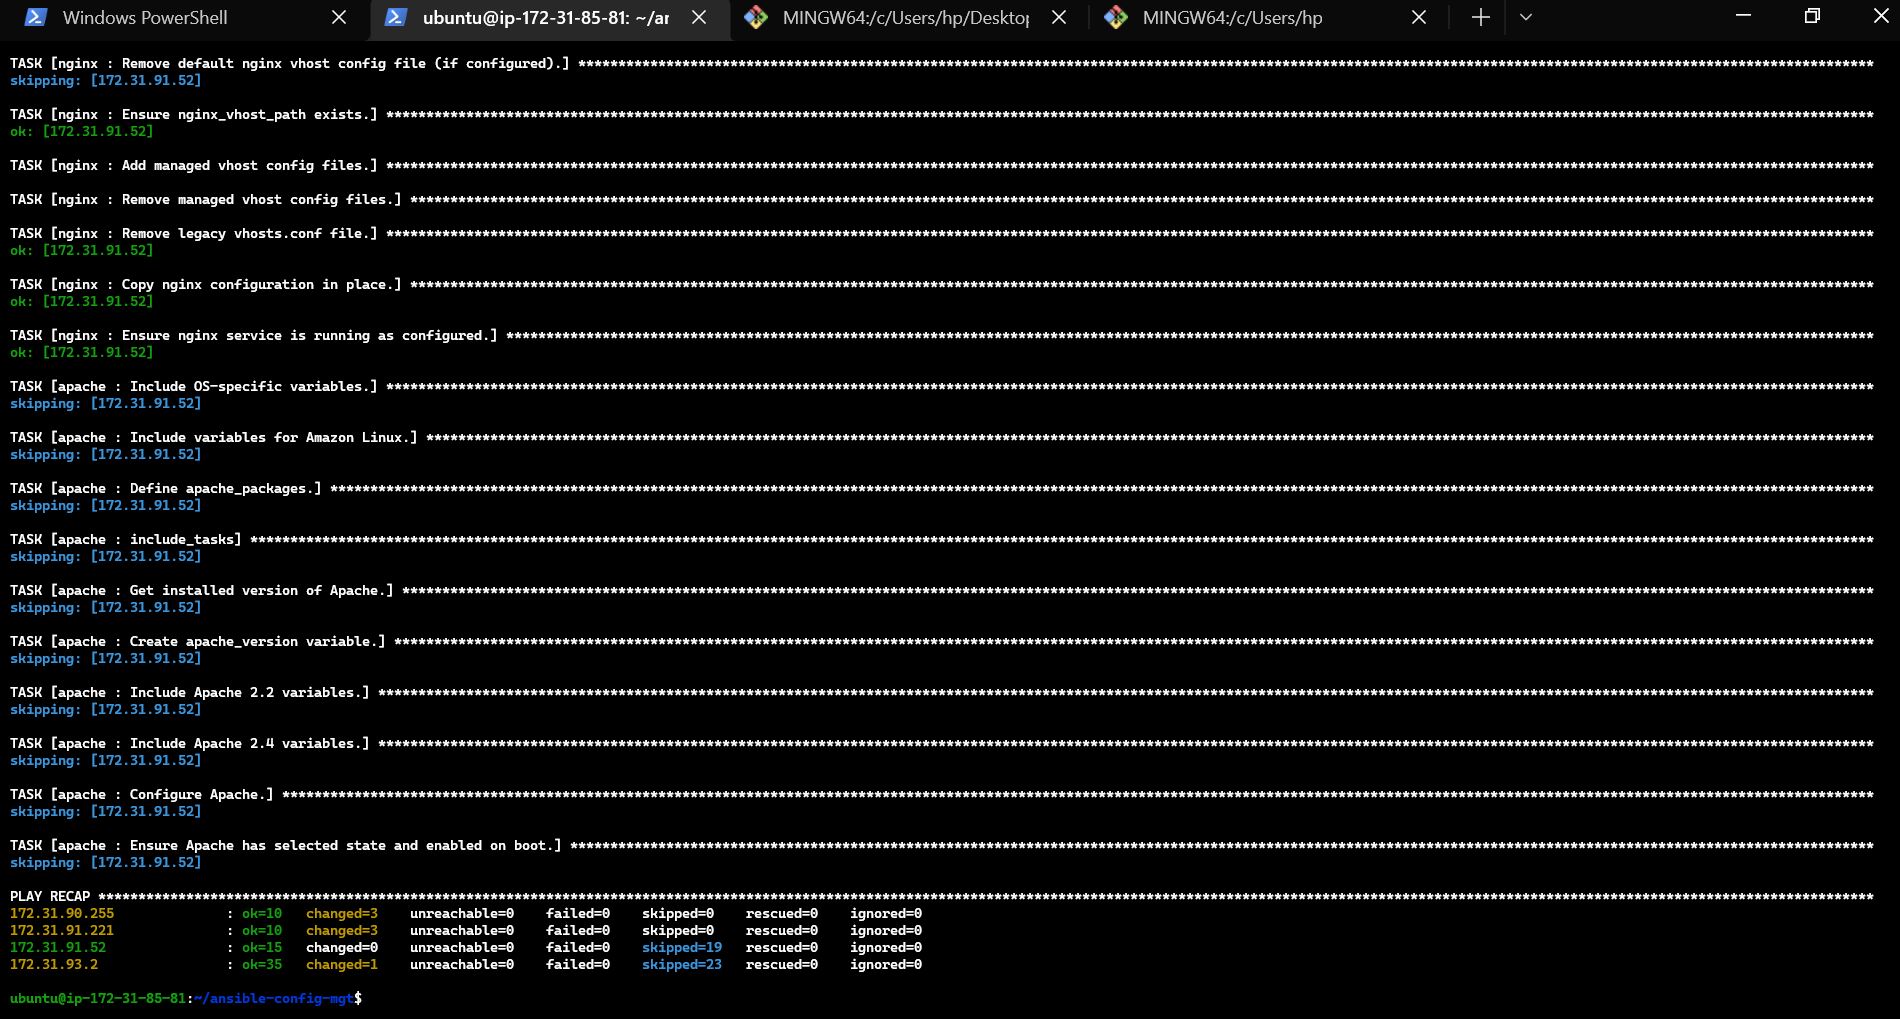 Windows PowerShell
ubuntu@ip-172-31-85-81: ~/ar
MINGW64:/c/Users/hp/Desktop
MINGW64:/c/Users/hp
TASK [nginx : Remove default nginx vhost config file (if configured).] ******************************************************************************************************************************************************************
skipping: [172.31.91.52]
TASK [nginx : Ensure nginx_vhost_path exists.] ******************************************************************************************************************************************************************************************
ok: [172.31.91.52]
TASK [nginx : Add managed vhost config files.] ******************************************************************************************************************************************************************************************
TASK [nginx : Remove managed vhost config files.] ***************************************************************************************************************************************************************************************
TASK [nginx : Remove legacy vhosts.conf file.] ******************************************************************************************************************************************************************************************
ok: [172.31.91.52]
TASK [nginx : Copy nginx configuration in place.] ***************************************************************************************************************************************************************************************
ok: [172.31.91.52]
TASK [nginx : Ensure nginx service is running as configured.] ***************************************************************************************************************************************************************************
ok: [172.31.91.52]
TASK [apache : Include OS-specific variables.] ******************************************************************************************************************************************************************************************
skipping: [172.31.91.52]
TASK [apache : Include variables for Amazon Linux.] *************************************************************************************************************************************************************************************
skipping: [172.31.91.52]
TASK [apache : Define apache_packages.] *************************************************************************************************************************************************************************************************
skipping: [172.31.91.52]
TASK [apache : include_tasks] ***********************************************************************************************************************************************************************************************************
skipping: [172.31.91.52]
TASK [apache : Get installed version of Apache.] ****************************************************************************************************************************************************************************************
skipping: [172.31.91.52]
TASK [apache : Create apache_version variable.] *****************************************************************************************************************************************************************************************
skipping: [172.31.91.52]
TASK [apache : Include Apache 2.2 variables.] *******************************************************************************************************************************************************************************************
skipping: [172.31.91.52]
TASK [apache : Include Apache 2.4 variables.] *******************************************************************************************************************************************************************************************
skipping: [172.31.91.52]
TASK [apache : Configure Apache.] *******************************************************************************************************************************************************************************************************
skipping: [172.31.91.52]
TASK [apache : Ensure Apache has selected state and enabled on boot.] *******************************************************************************************************************************************************************
skipping: [172.31.91.52]
PLAY RECAP ******************************************************************************************************************************************************************************************************************************
172.31.90.255 : ok=10 changed=3 unreachable=0 failed=0 skipped=0 rescued=0 ignored=0
172.31.91.221 : ok=10 changed=3 unreachable=0 failed=0 skipped=0 rescued=0 ignored=0
172.31.91.52 : ok=15 changed=0 unreachable=0 failed=0 skipped=19 rescued=0 ignored=0
172.31.93.2 : ok=35 changed=1 unreachable=0 failed=0 skipped=23 rescued=0 ignored=0
ubuntu@ip-172-31-85-81:~/ansible-config-mgt$